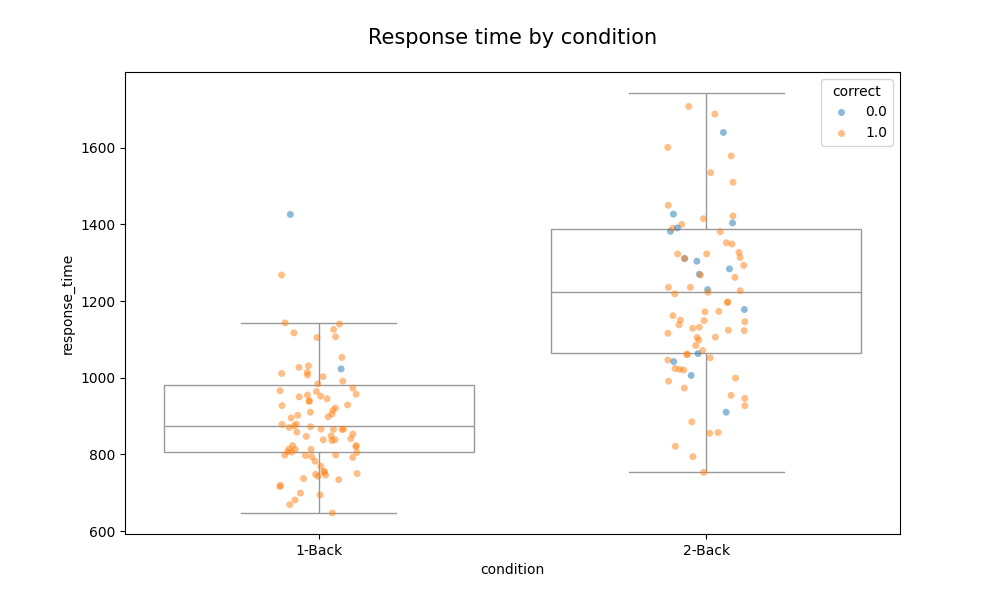 Response time by condition
correct
0.0
1.0
1600
1400
1200
1000
800
600
response_time
1-Back
2-Back
condition